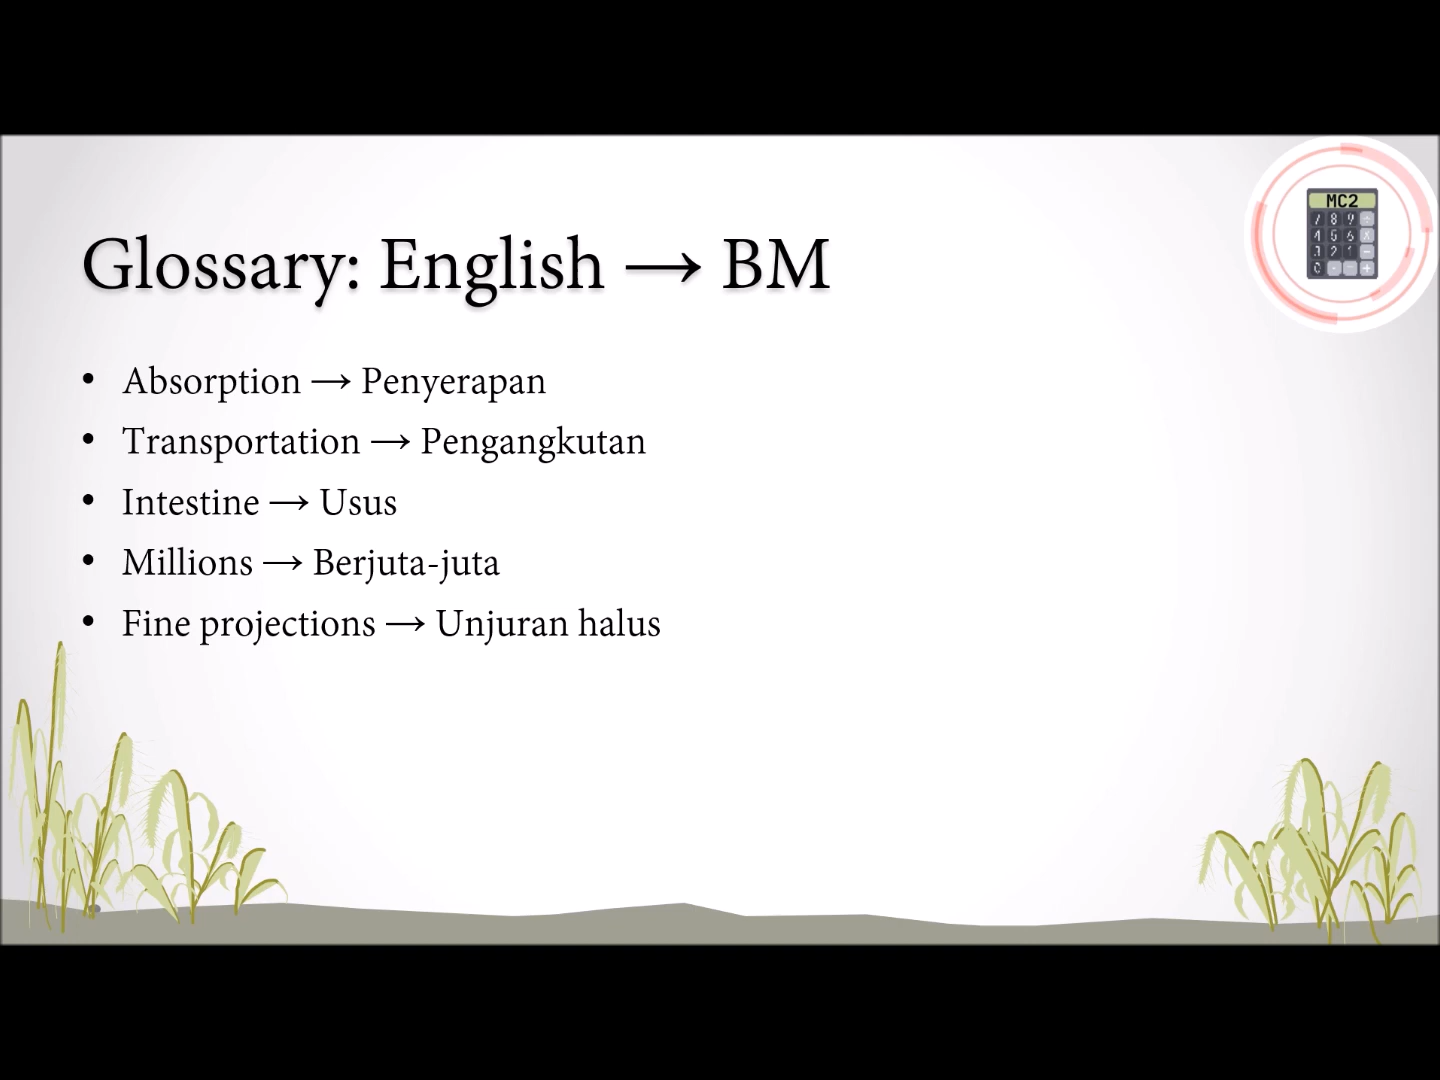 MC2
Glossary: English → BM
• Absorption → Penyerapan
• Transportation → Pengangkutan
• Intestine → Usus
• Millions → Berjuta-juta
• Fine projections → Unjuran halus